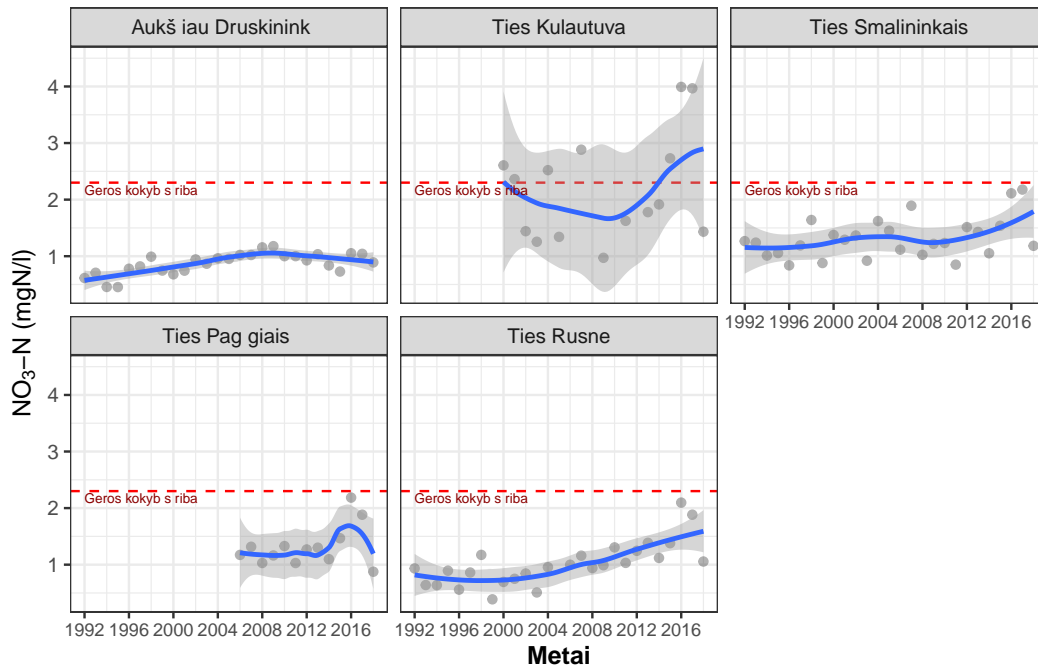 Aukš iau Druskinink
Ties Kulautuva
Ties Smalininkais
4
3
2
1
Geros kokyb s riba
Geros kokyb s riba
Geros kokyb s riba
1992 1996 2000 2004 2008 2012 2016
Ties Pag giais
Ties Rusne
4
3
2
1
Geros kokyb s riba
Geros kokyb s riba
1992 1996 2000 2004 2008 2012 2016
1992 1996 2000 2004 2008 2012 2016
NO₃−N (mgN/l)
Metai